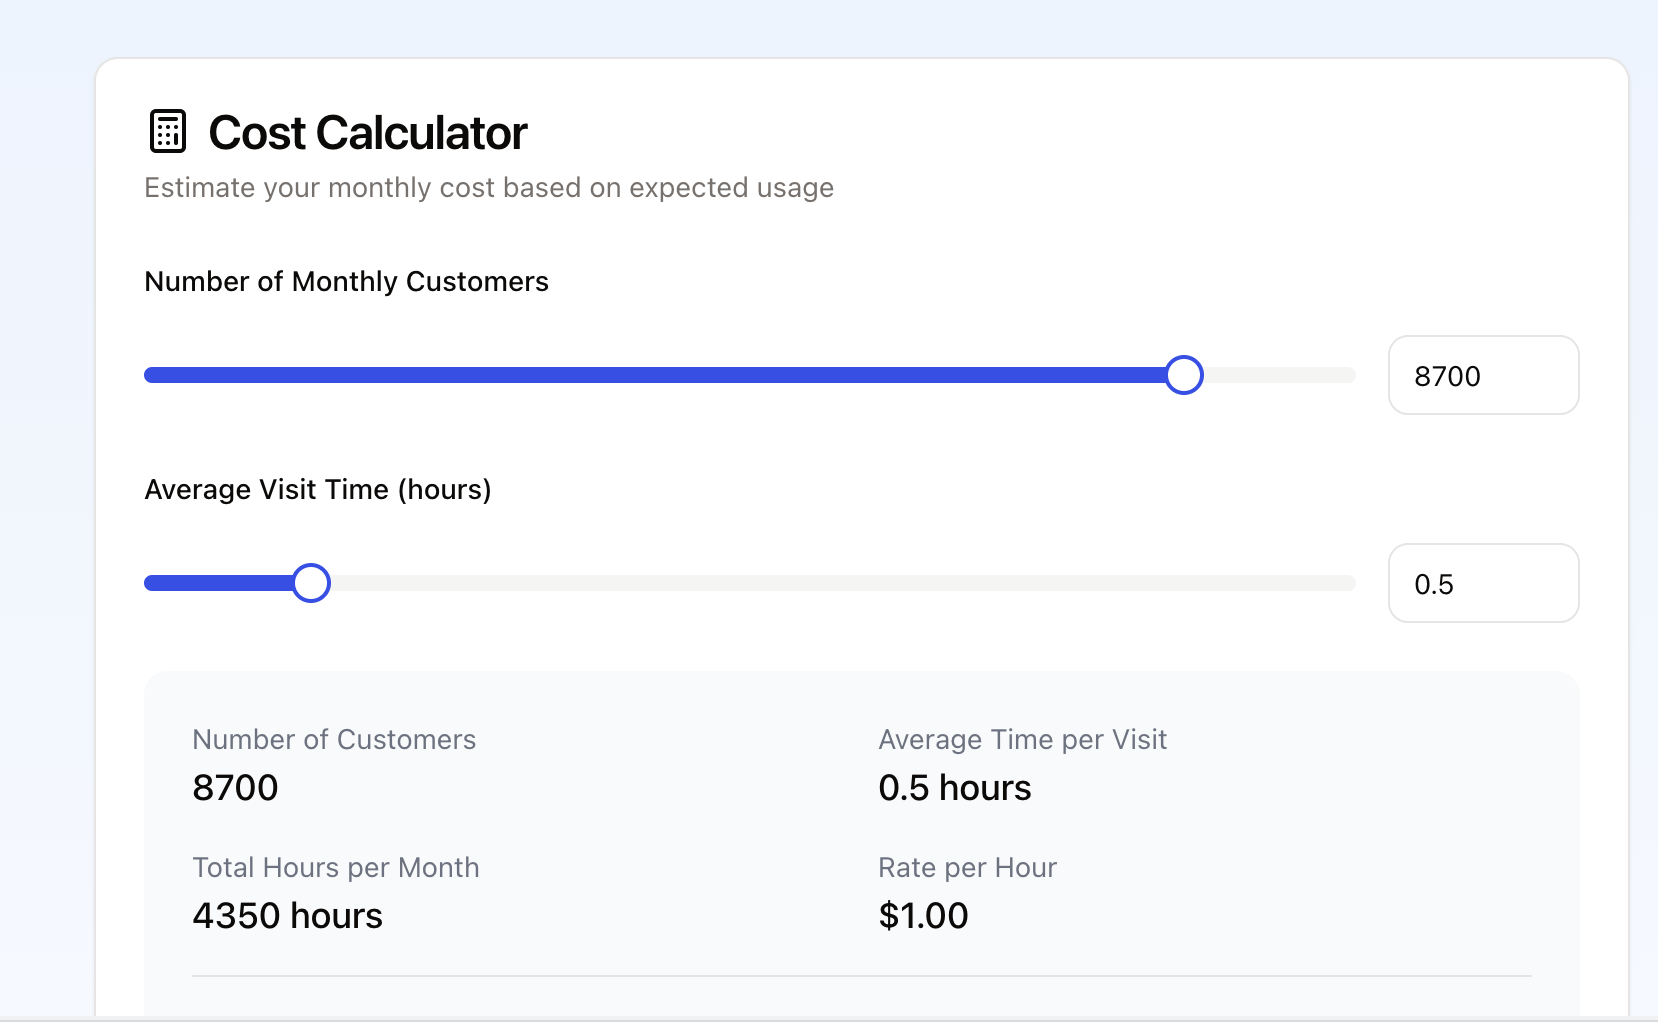 Cost Calculator
Estimate your monthly cost based on expected usage
Number of Monthly Customers
8700
Average Visit Time (hours)
0.5
Number of Customers
8700
Average Time per Visit
0.5 hours
Total Hours per Month
4350 hours
Rate per Hour
$1.00